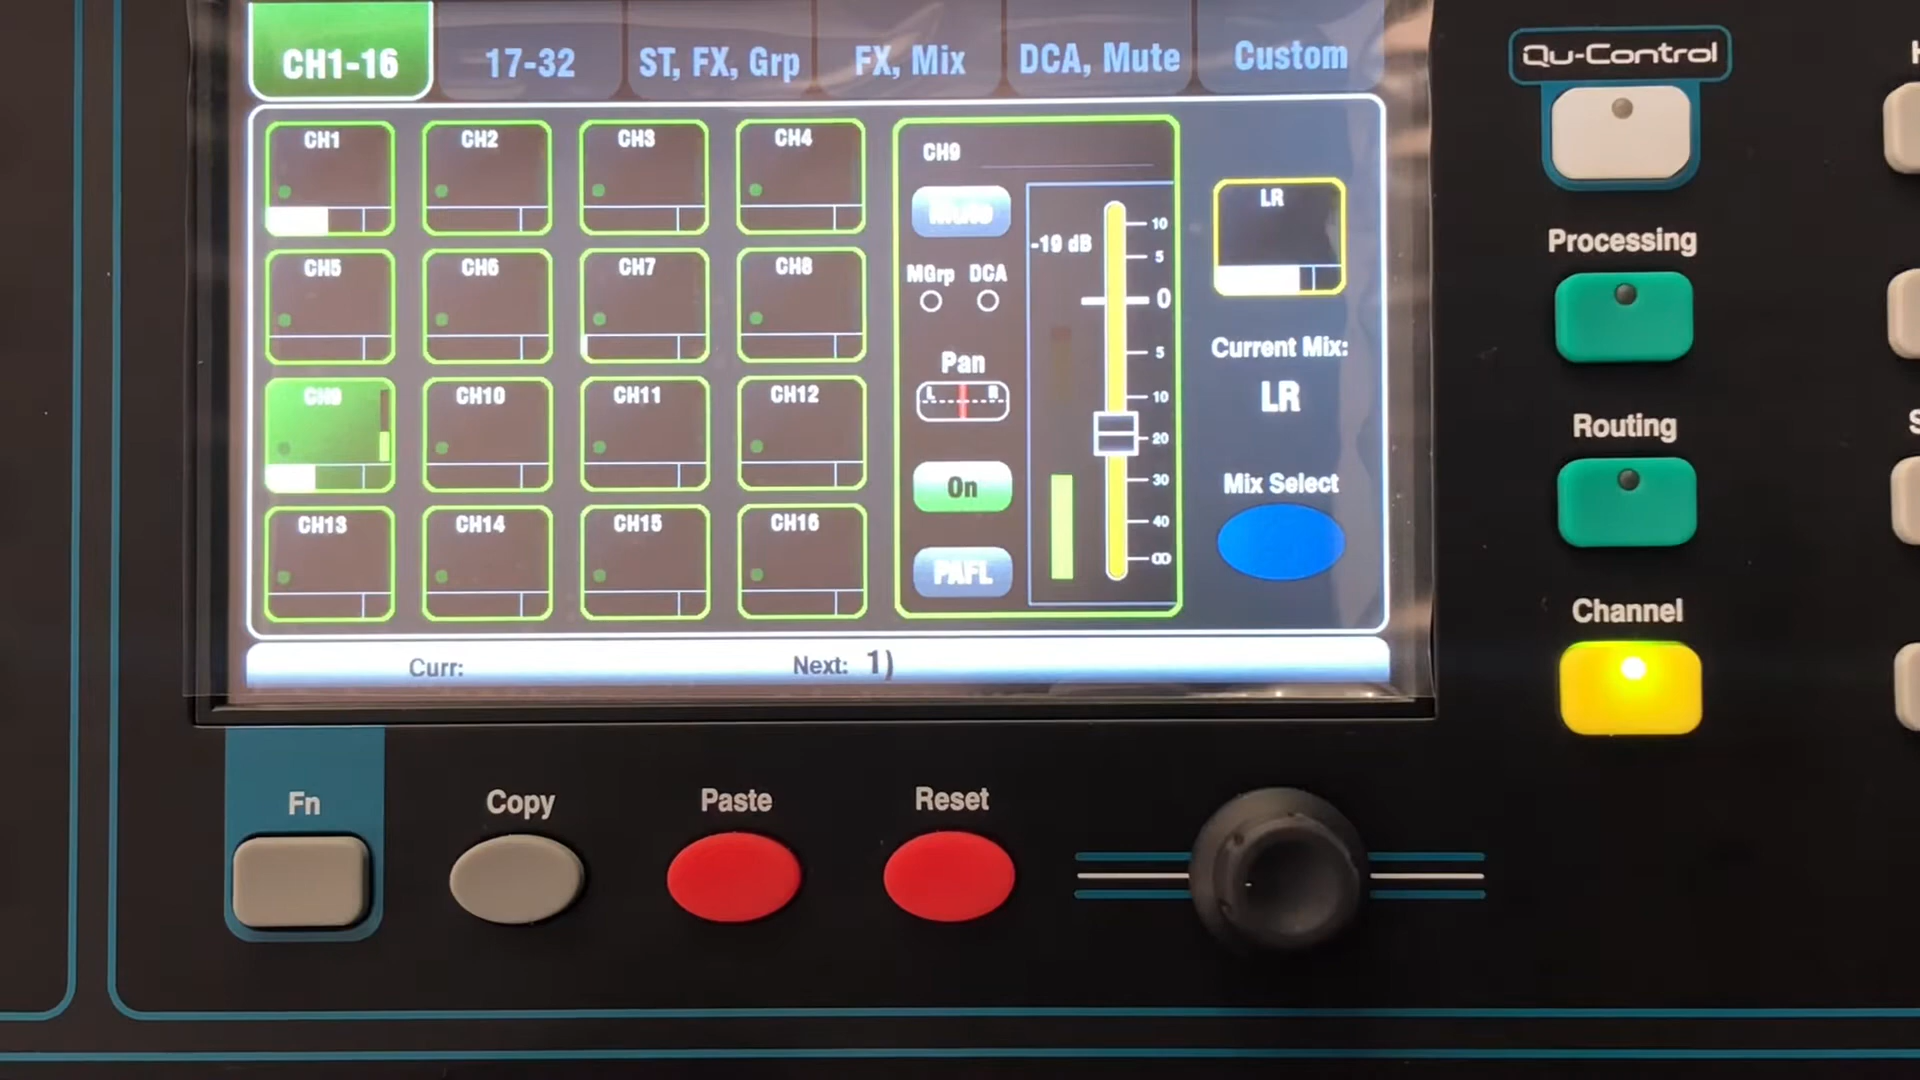 CH1-16
17-32
ST, FX, Grp
FX, Mix
DCA, Mute
Custom
CH1
CH2
CH3
CH4
CH5
CH6
CH7
CH8
CH9
CH10
CH11
CH12
CH13
CH14
CH15
CH16
CH9
Mute
-19 dB
MGrp DCA
Pan
L R
On
PAFL
10
5
0
5
10
20
30
40
∞
LR
Current Mix:
LR
Mix Select
Curr:
Next: 1)
Qu-Control
Processing
Routing
Channel
Fn
Copy
Paste
Reset